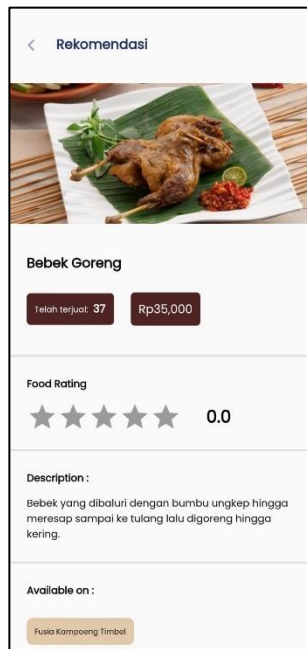 Rekomendasi
Bebek Goreng
Telah terjual: 37
Rp35,000
Food Rating
0.0
Description :
Bebek yang dibaluri dengan bumbu ungkep hingga
meresap sampai ke tulang lalu digoreng hingga
kering.
Available on :
Fusia Kampoeng Timbel